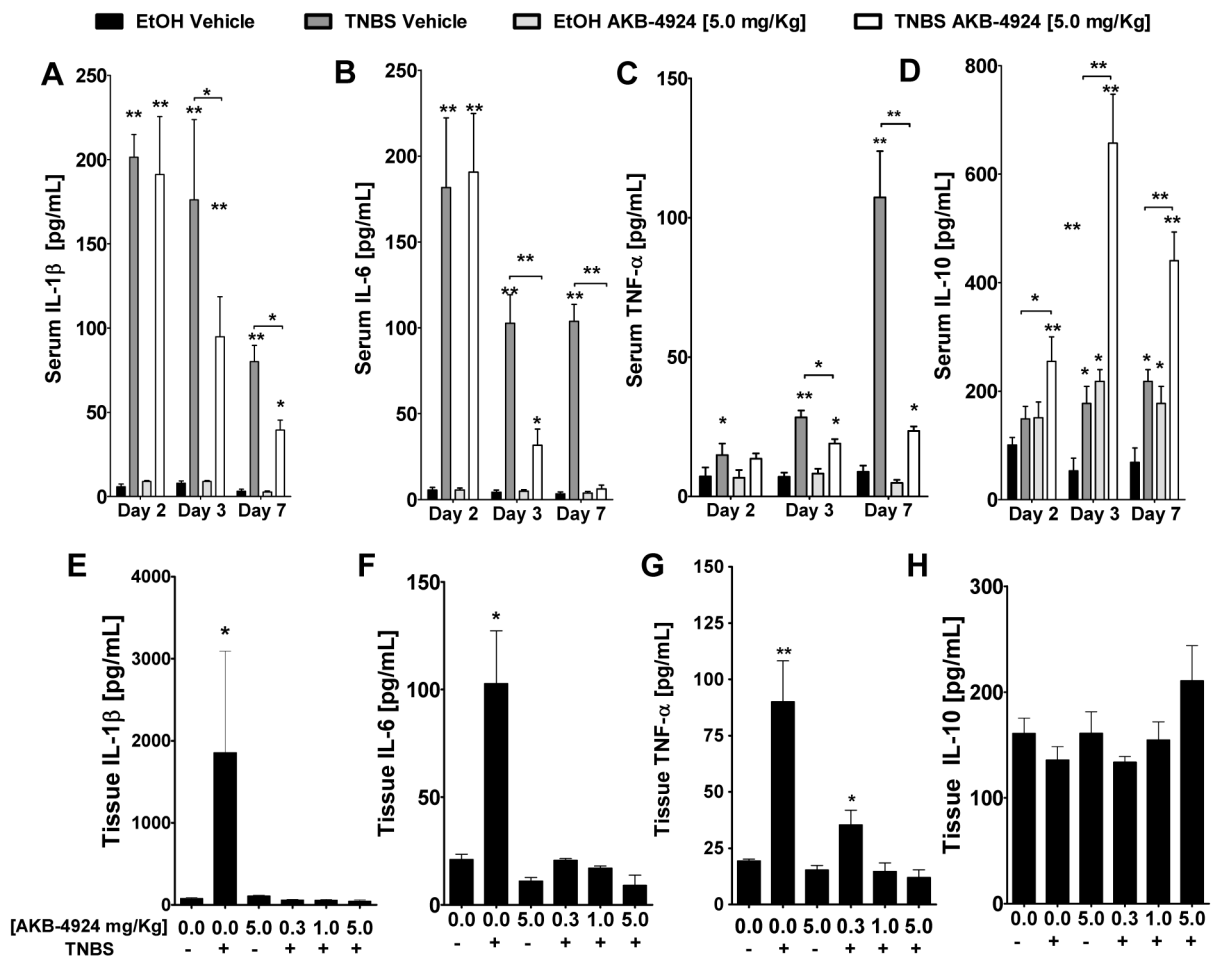 EtOH Vehicle TNBS Vehicle EtOH AKB-4924 [5.0 mg/Kg] TNBS AKB-4924 [5.0 mg/Kg]
A
Serum IL-1β [pg/mL]
250
200
150
100
50
0
** ** ** * ** ** * *
Day 2 Day 3 Day 7
B
Serum IL-6 [pg/mL]
250
200
150
100
50
0
** ** ** ** * ** **
Day 2 Day 3 Day 7
C
Serum TNF-α [pg/mL]
150
100
50
0
* ** * * ** ** *
Day 2 Day 3 Day 7
D
Serum IL-10 [pg/mL]
800
600
400
200
0
* ** ** * * ** ** * * ** **
Day 2 Day 3 Day 7
E
Tissue IL-1β [pg/mL]
4000
3000
2000
1000
0
*
F
Tissue IL-6 [pg/mL]
150
100
50
0
*
G
Tissue TNF-α [pg/mL]
150
125
100
75
50
25
0
** *
H
Tissue IL-10 [pg/mL]
300
200
100
0
[AKB-4924 mg/Kg] 0.0 0.0 5.0 0.3 1.0 5.0 0.0 0.0 5.0 0.3 1.0 5.0 0.0 0.0 5.0 0.3 1.0 5.0 0.0 0.0 5.0 0.3 1.0 5.0
TNBS - + - + + + - + - + + + - + - + + + - + - + + +